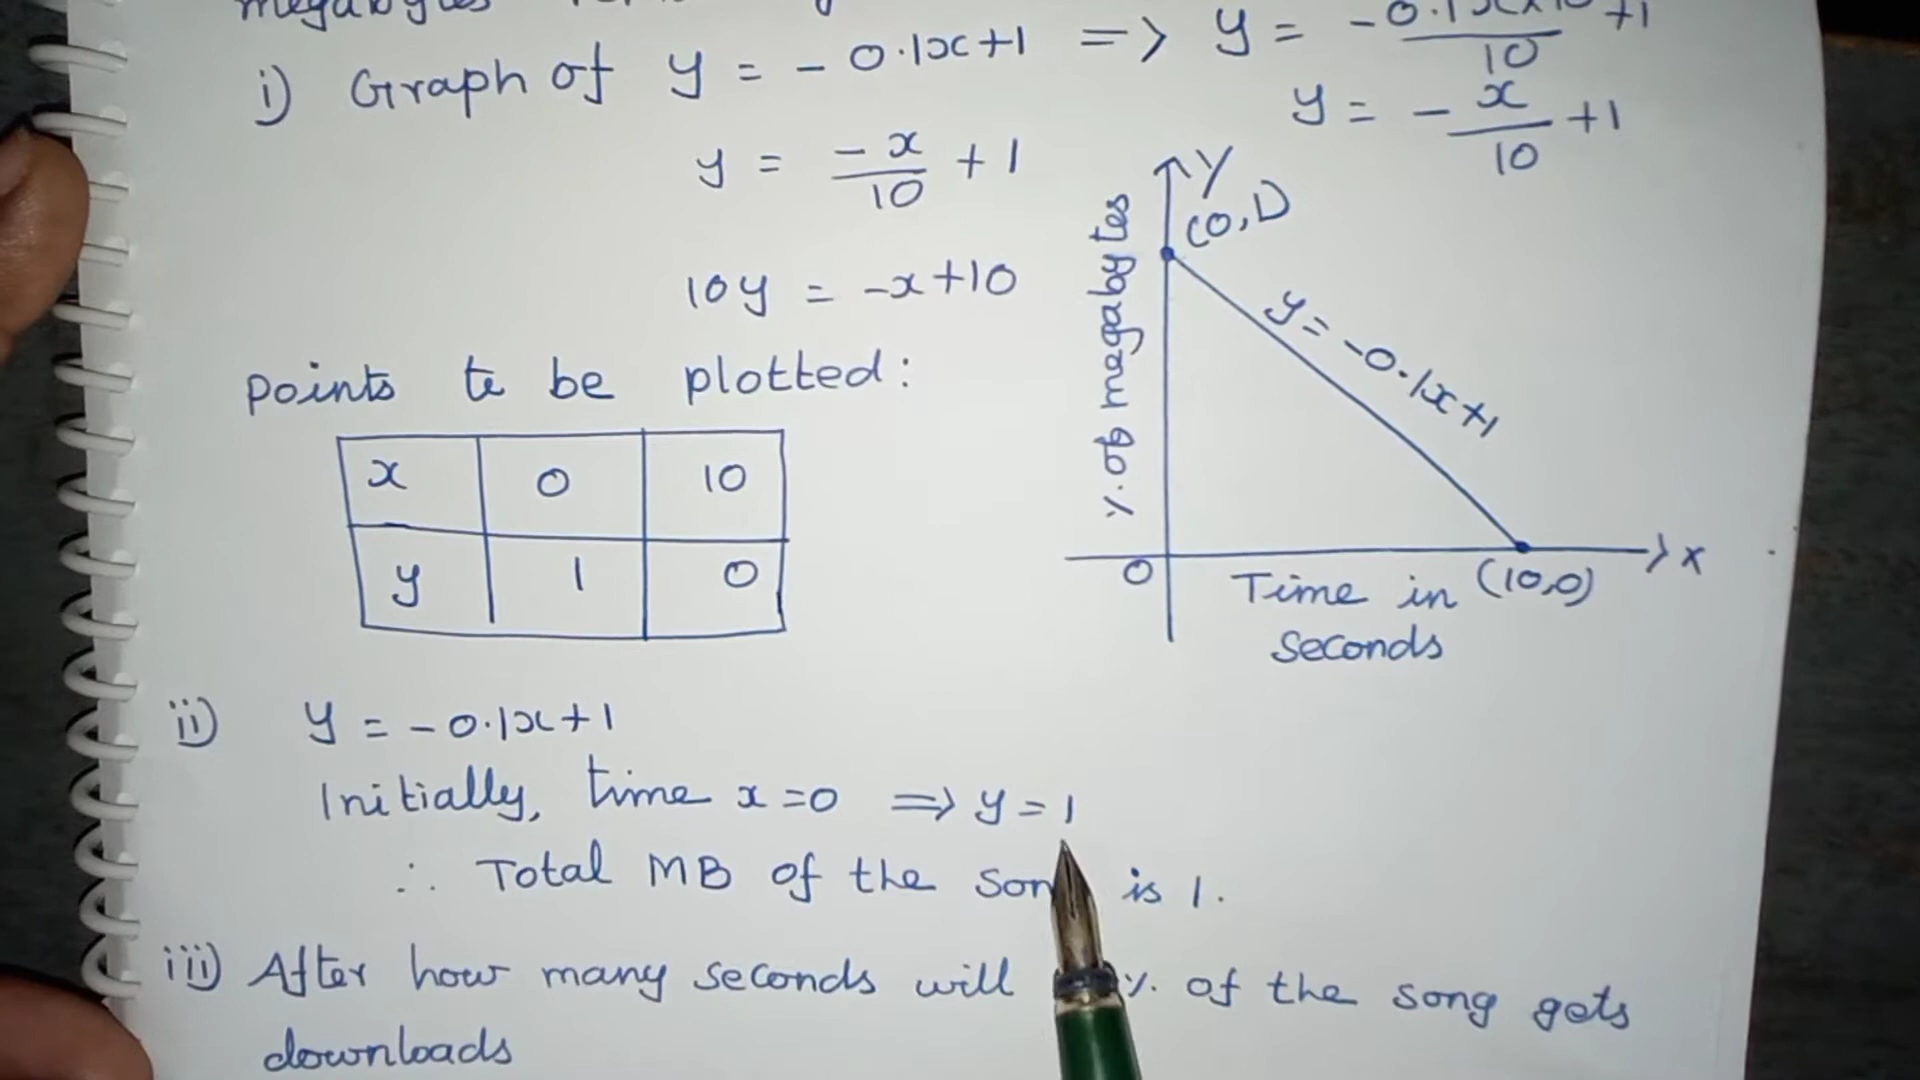 megabytes
i) Graph of y = -0.1x+1 => y = -0.1x×10/10 +1
y = -x/10 + 1
y = -x/10 +1
10y = -x+10
Points to be plotted:
x 0 10
y 1 0
Y
(0,1)
% of megabytes
y = -0.1x+1
0
(10,0)
X
Time in
seconds
ii) y = -0.1x+1
Initially, time x=0 => y=1
∴ Total MB of the is 1.
iii) After how many seconds will % of the song gets
downloads